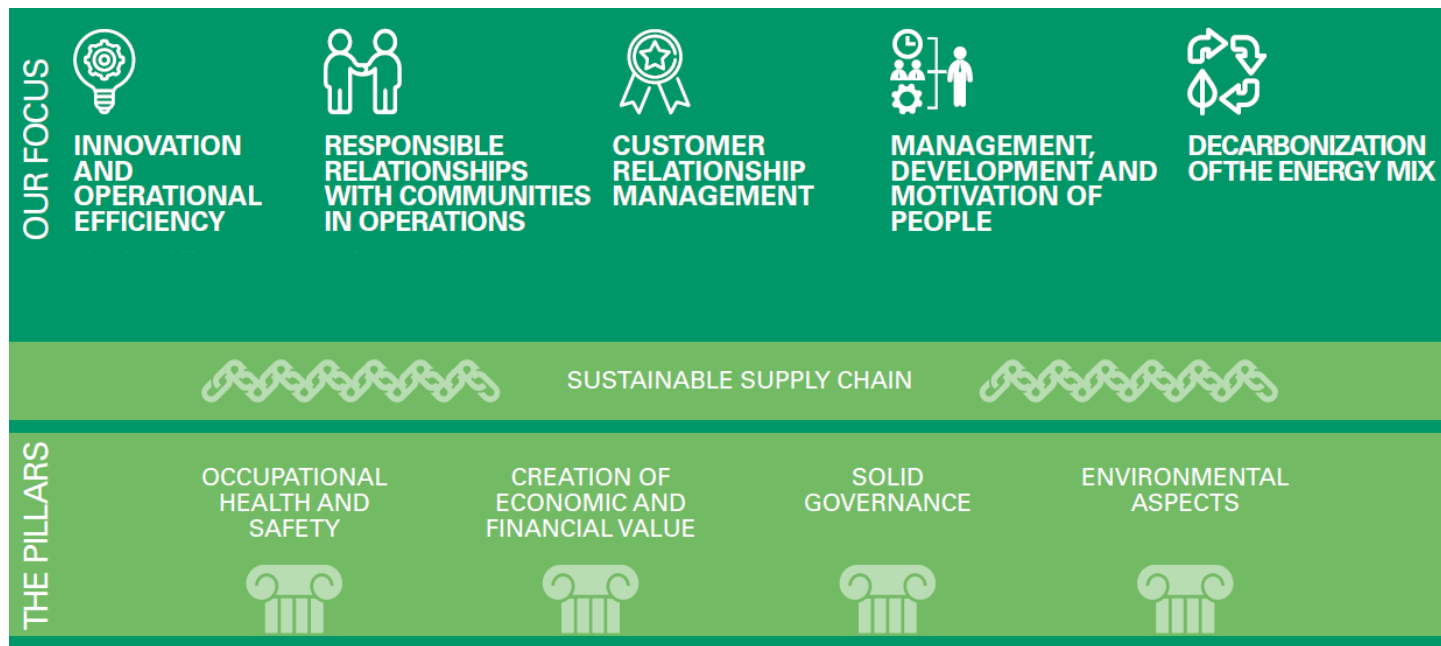 OUR FOCUS
INNOVATION
AND
OPERATIONAL
EFFICIENCY
RESPONSIBLE
RELATIONSHIPS
WITH COMMUNITIES
IN OPERATIONS
CUSTOMER
RELATIONSHIP
MANAGEMENT
MANAGEMENT,
DEVELOPMENT AND
MOTIVATION OF
PEOPLE
DECARBONIZATION
OFTHE ENERGY MIX
SUSTAINABLE SUPPLY CHAIN
THE PILLARS
OCCUPATIONAL
HEALTH AND
SAFETY
CREATION OF
ECONOMIC AND
FINANCIAL VALUE
SOLID
GOVERNANCE
ENVIRONMENTAL
ASPECTS